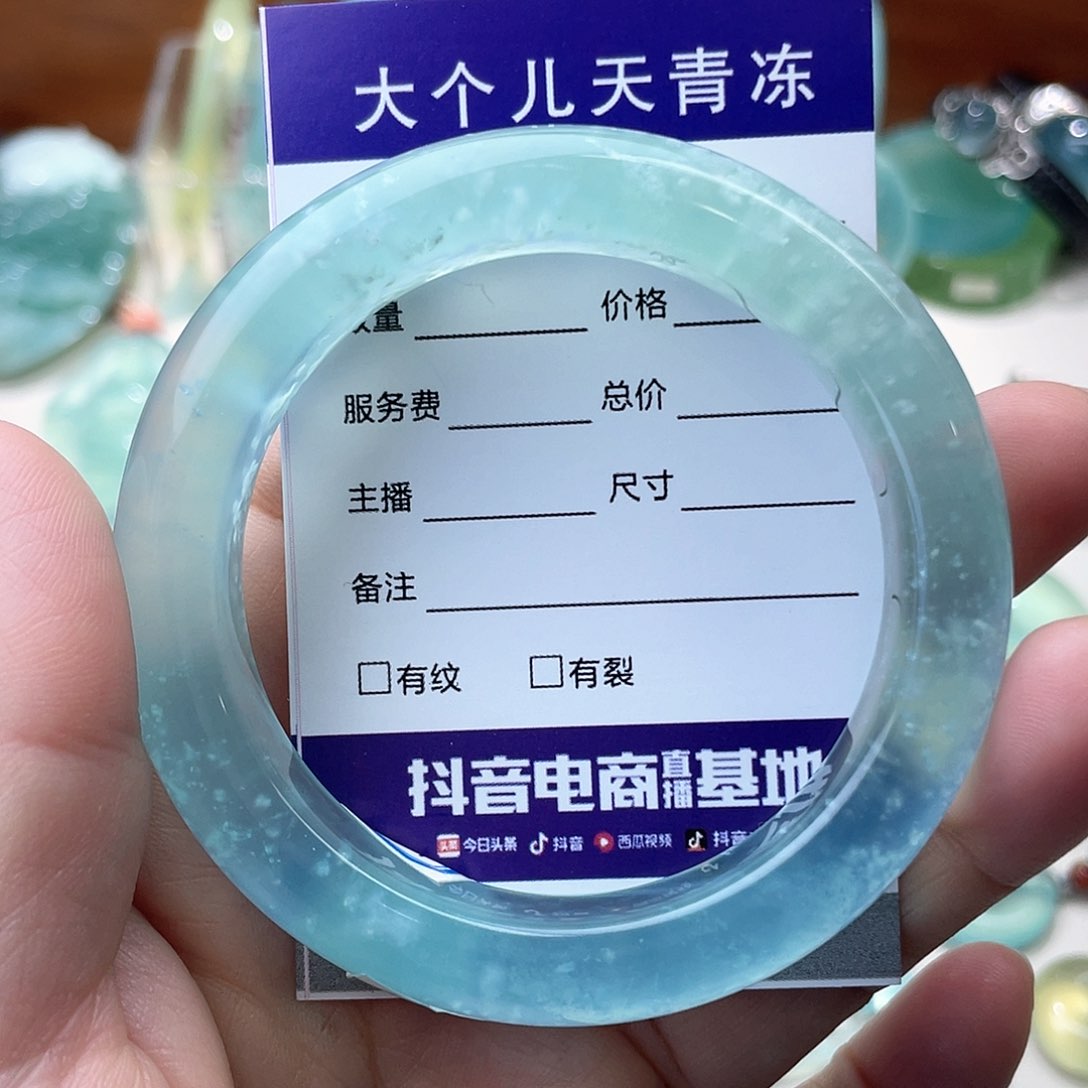 大个儿天青冻
量 价格
服务费 总价
主播 尺寸
备注
□有纹 □有裂
抖音电商直播基地
头条 今日头条 抖音 西瓜视频 抖音